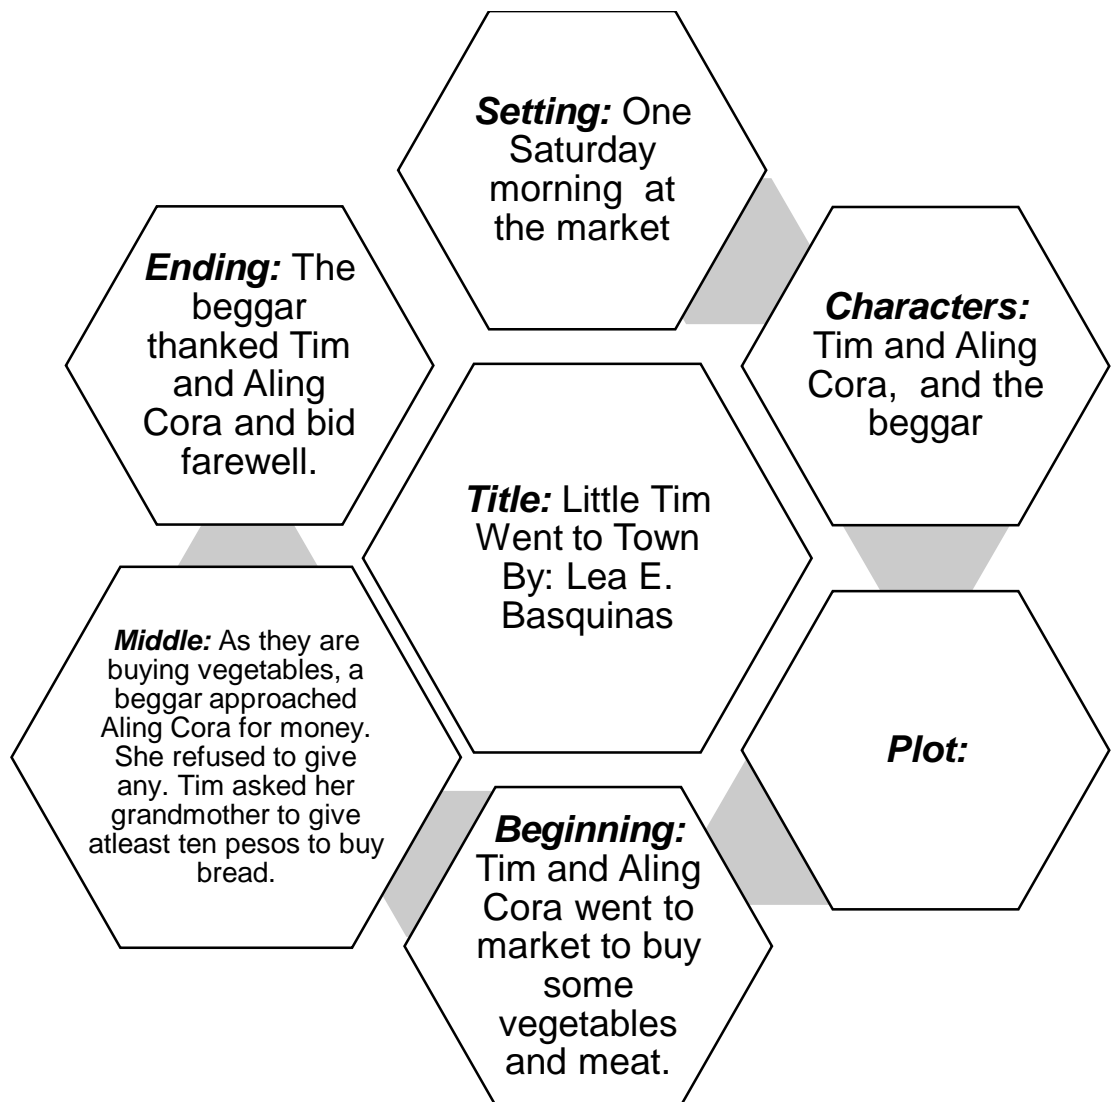 Setting: One
Saturday
morning at
the market
Characters:
Tim and Aling
Cora, and the
beggar
Plot:
Beginning:
Tim and Aling
Cora went to
market to buy
some
vegetables
and meat.
Middle: As they are
buying vegetables, a
beggar approached
Aling Cora for money.
She refused to give
any. Tim asked her
grandmother to give
atleast ten pesos to buy
bread.
Ending: The
beggar
thanked Tim
and Aling
Cora and bid
farewell.
Title: Little Tim
Went to Town
By: Lea E.
Basquinas